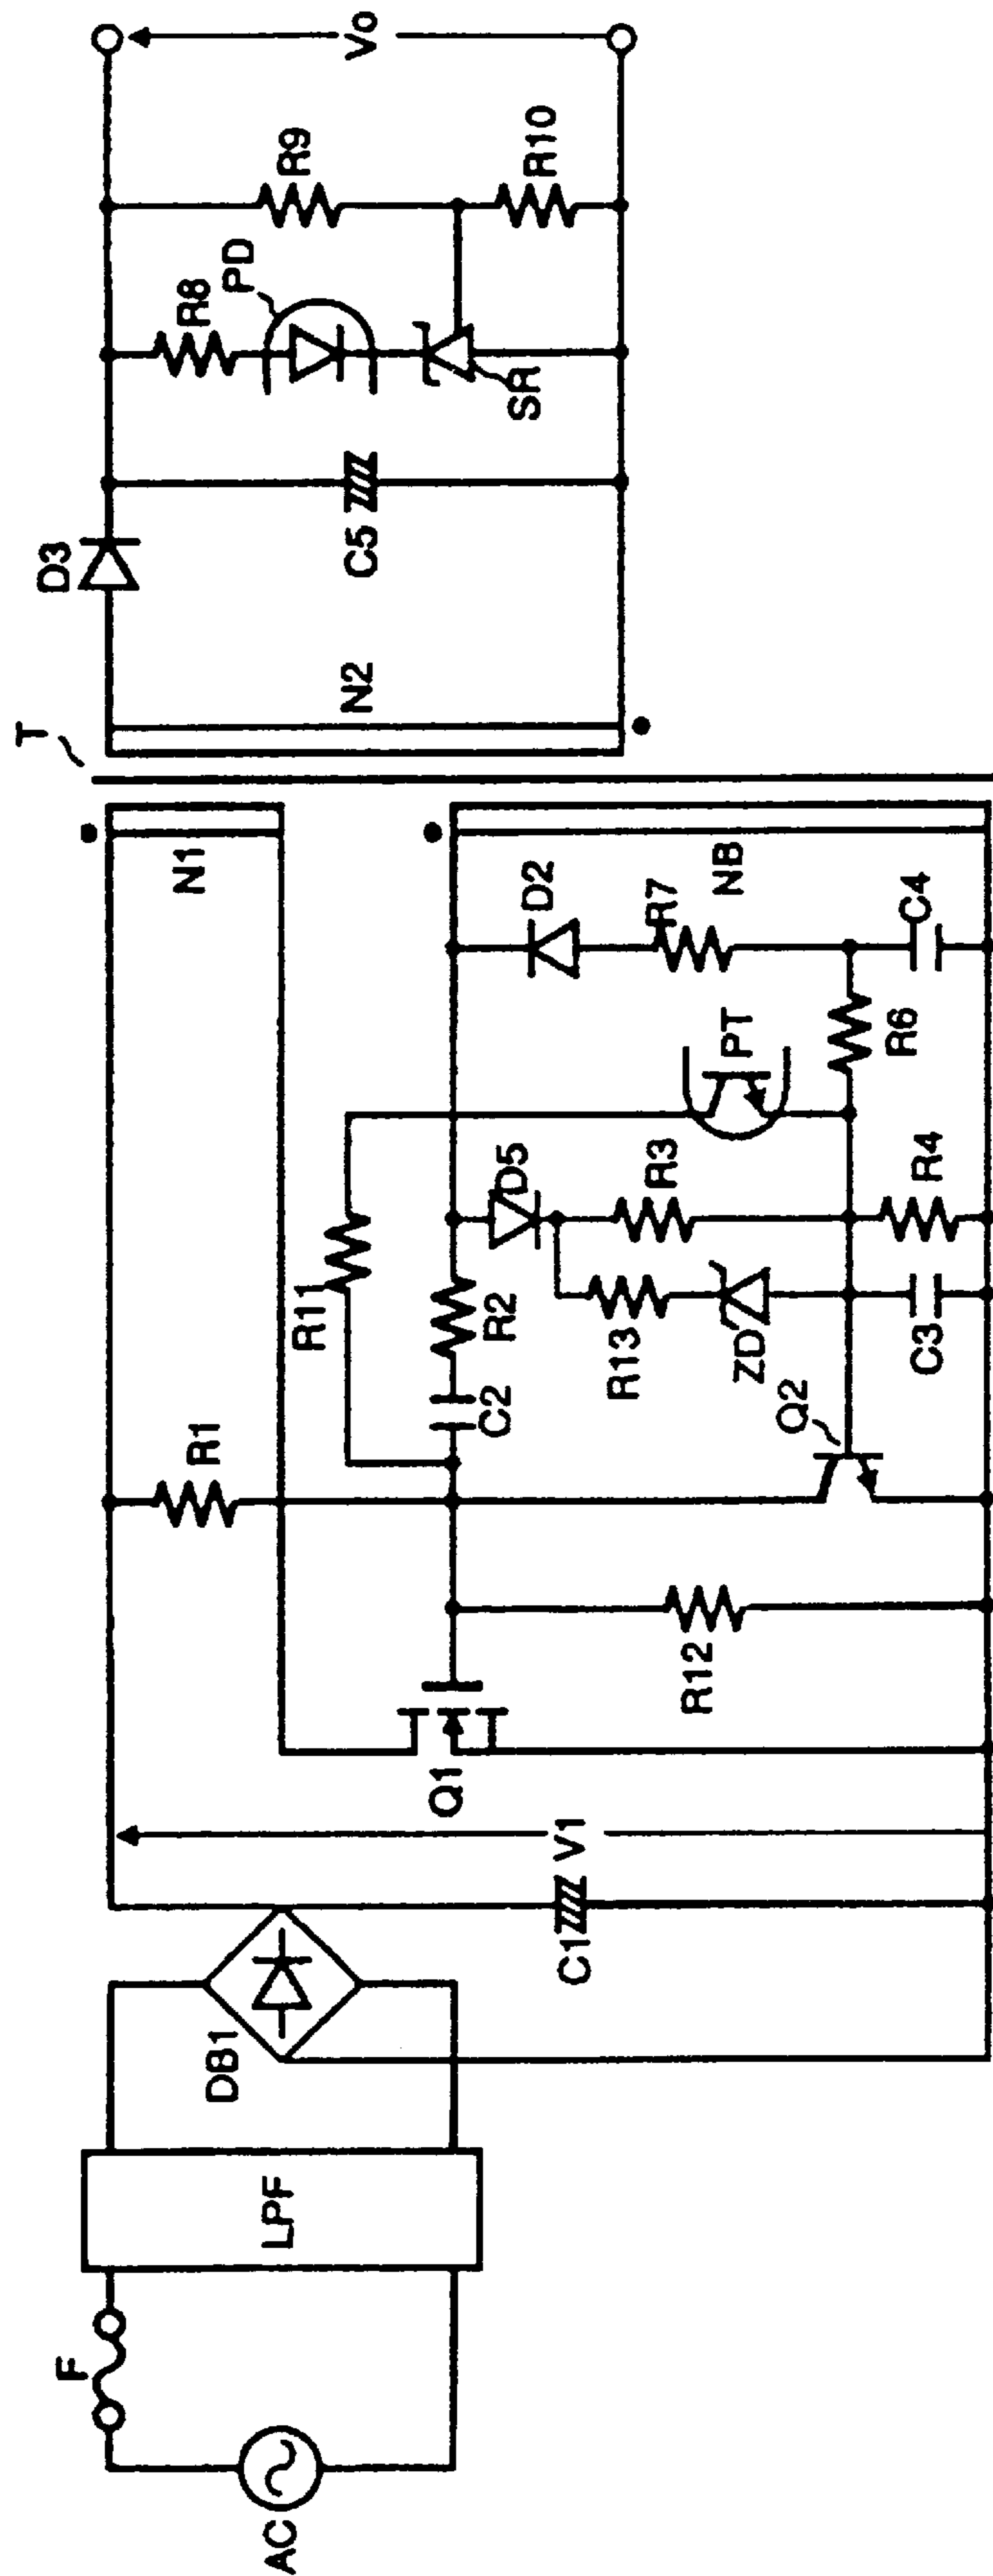 AC
F
LPF
DB1
C1
V1
Q1
R12
R1
R11
C2
R2
D5
R13
ZD
R3
Q2
C3
R4
PT
R6
D2
R7
C4
NB
N1
T
N2
D3
C5
R8
PD
SR
R9
R10
Vo